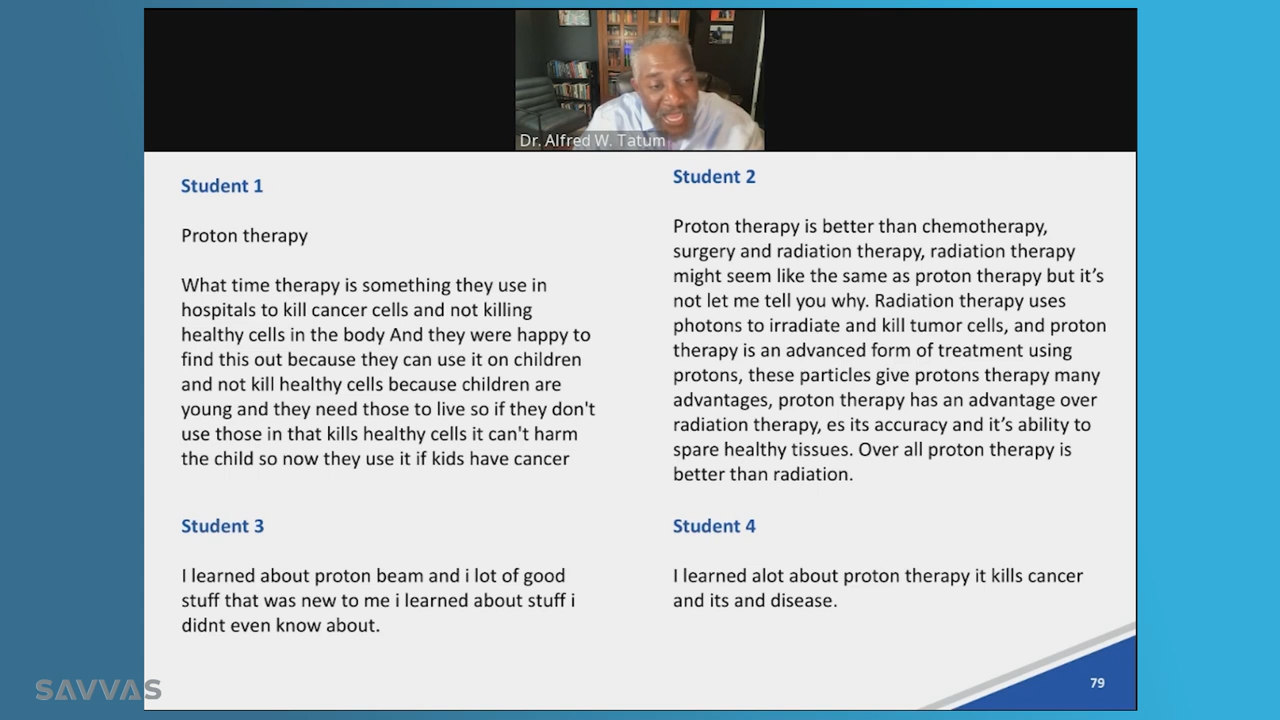 Dr. Alfred W. Tatum
Student 1
Proton therapy
What time therapy is something they use in
hospitals to kill cancer cells and not killing
healthy cells in the body And they were happy to
find this out because they can use it on children
and not kill healthy cells because children are
young and they need those to live so if they don't
use those in that kills healthy cells it can't harm
the child so now they use it if kids have cancer
Student 2
Proton therapy is better than chemotherapy,
surgery and radiation therapy, radiation therapy
might seem like the same as proton therapy but it’s
not let me tell you why. Radiation therapy uses
photons to irradiate and kill tumor cells, and proton
therapy is an advanced form of treatment using
protons, these particles give protons therapy many
advantages, proton therapy has an advantage over
radiation therapy, es its accuracy and it’s ability to
spare healthy tissues. Over all proton therapy is
better than radiation.
Student 3
I learned about proton beam and i lot of good
stuff that was new to me i learned about stuff i
didnt even know about.
Student 4
I learned alot about proton therapy it kills cancer
and its and disease.
79
SAVVAS